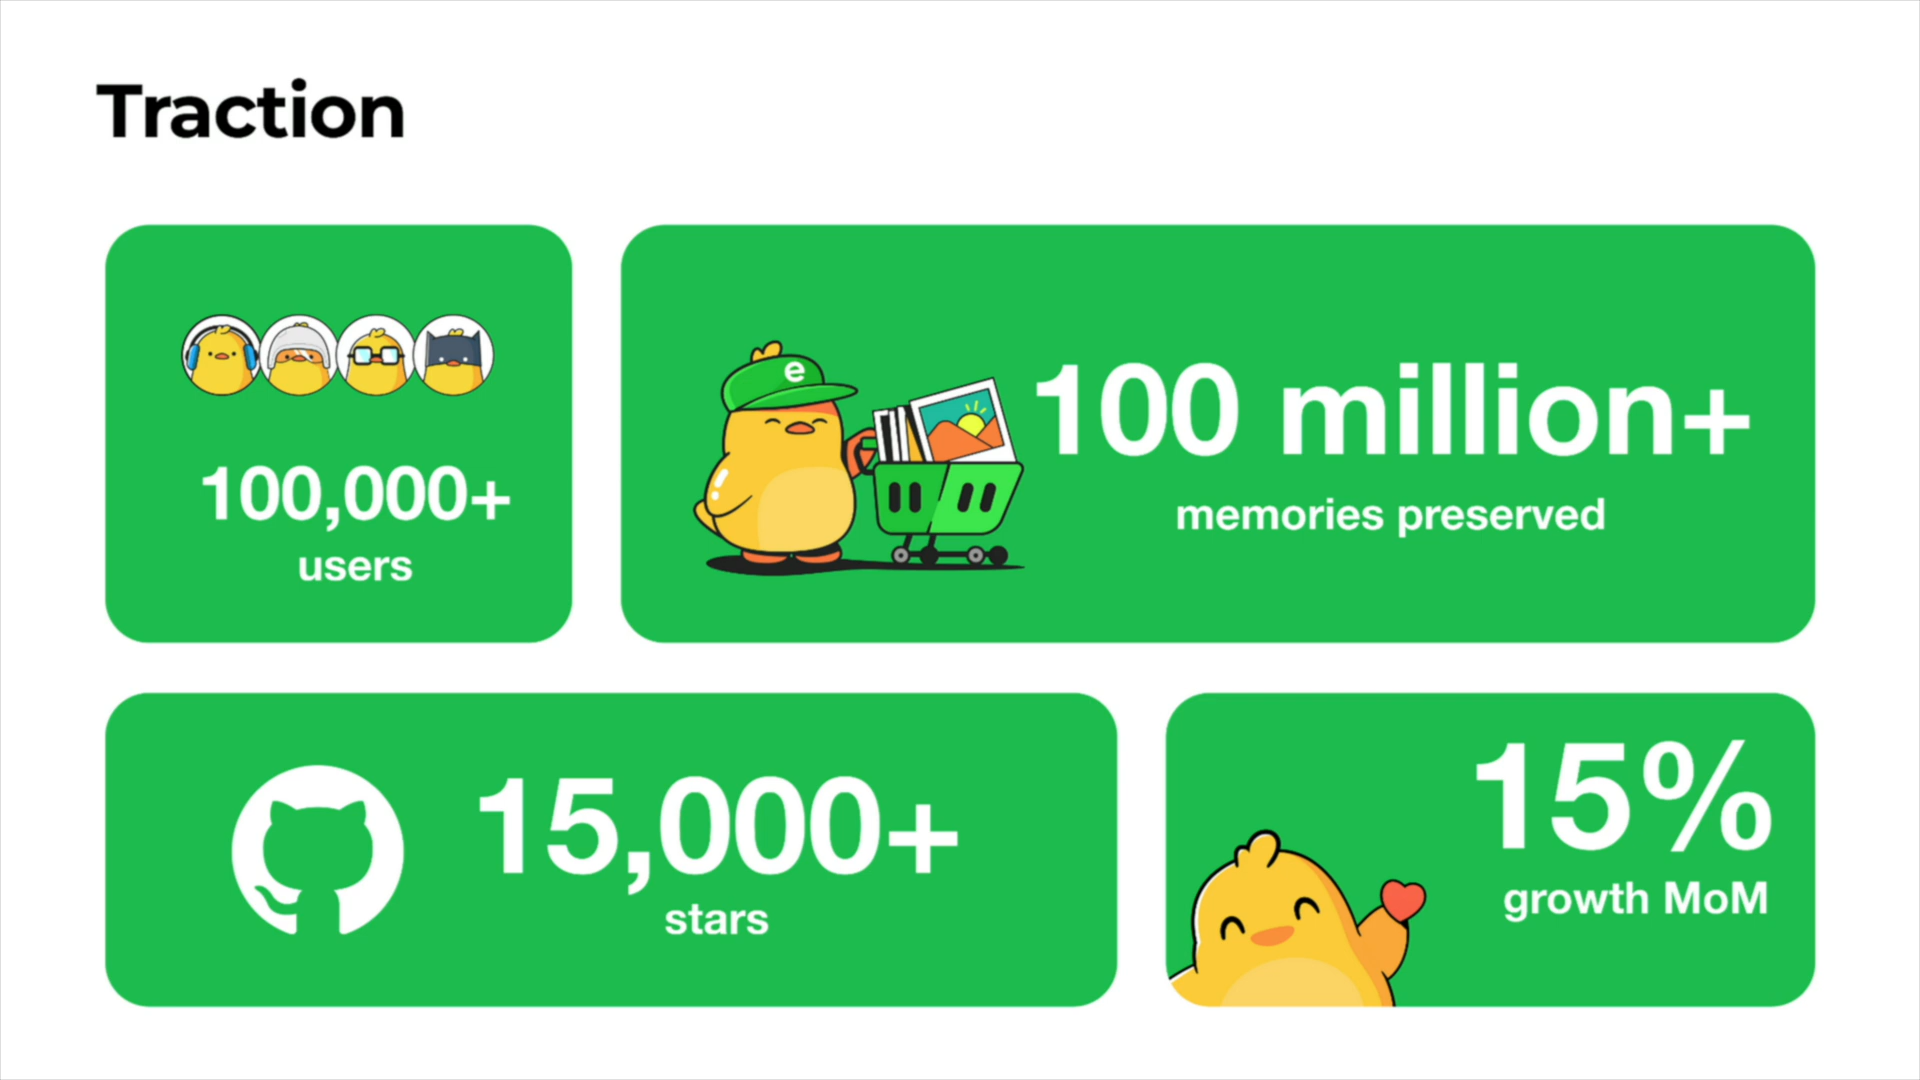 Traction
100,000+
users
e
100 million+
memories preserved
15,000+
stars
15%
growth MoM